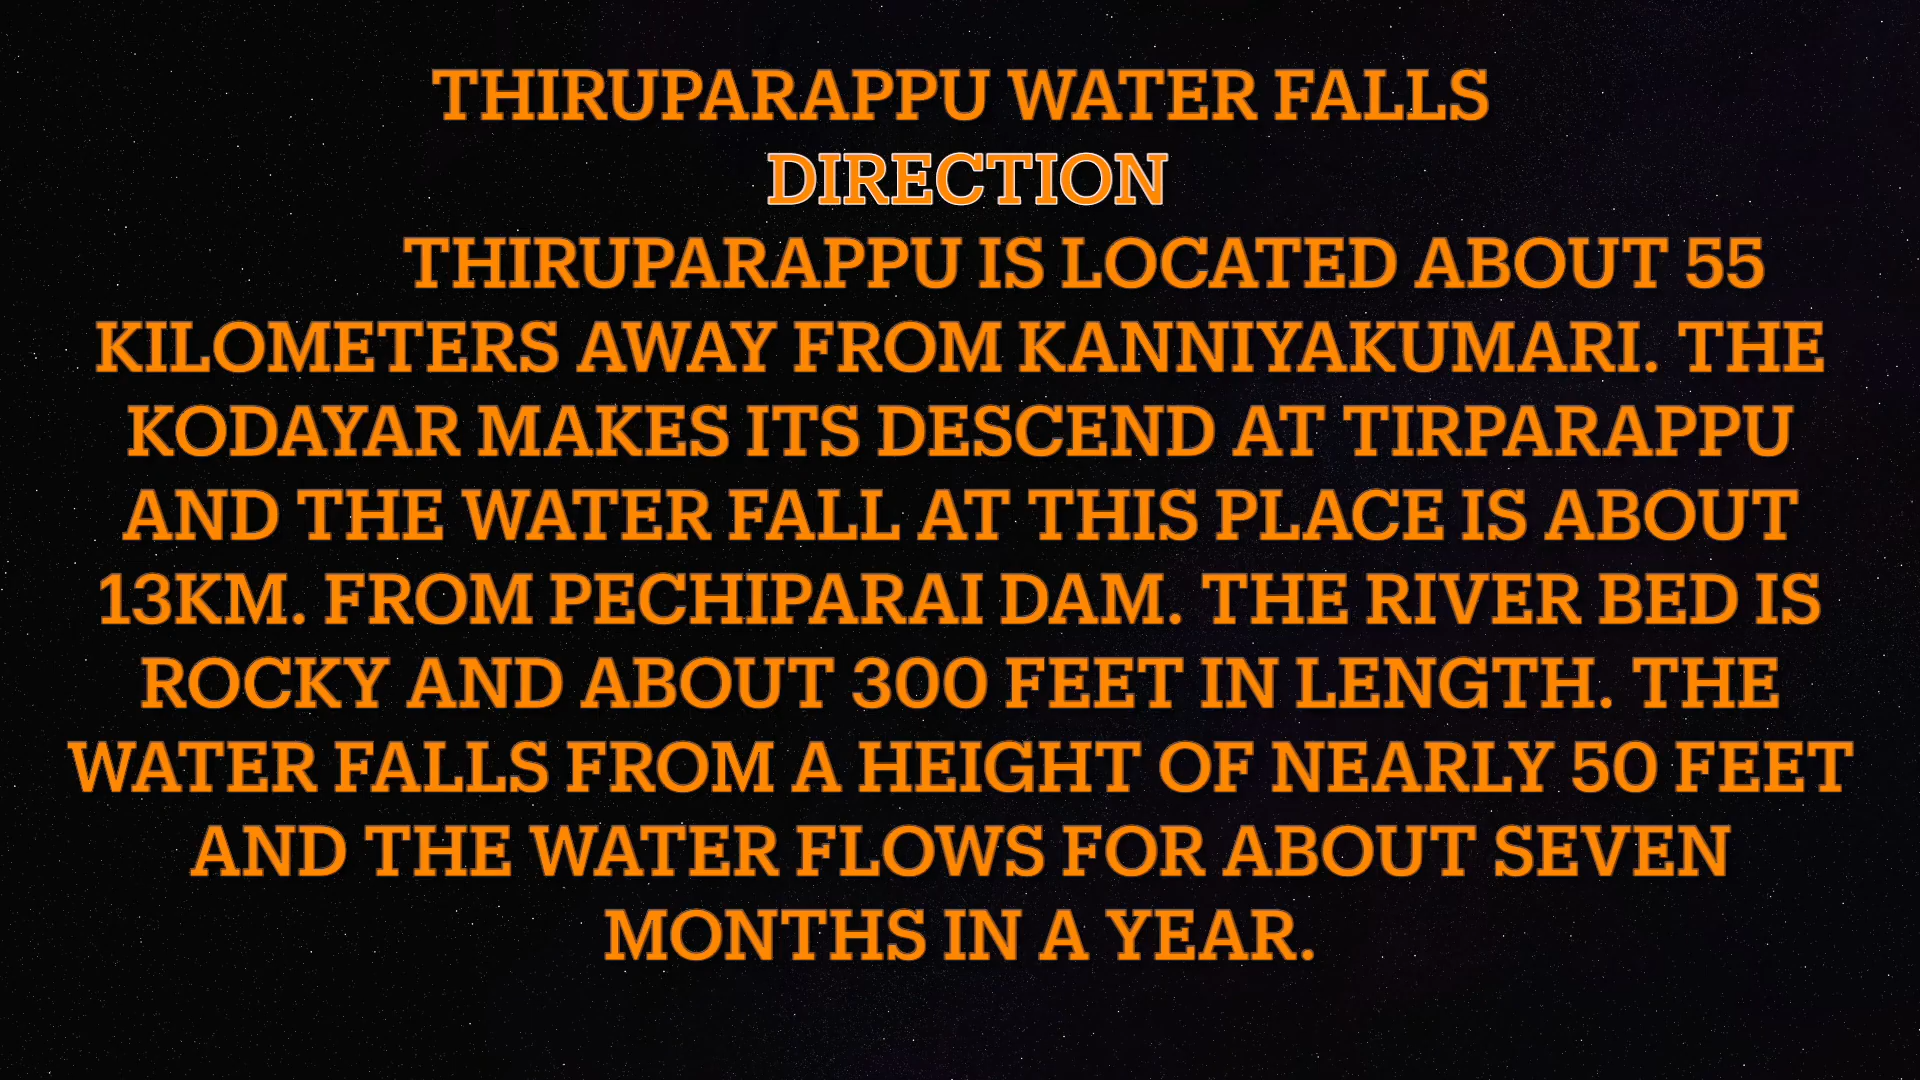 THIRUPARAPPU WATER FALLS
DIRECTION
THIRUPARAPPU IS LOCATED ABOUT 55
KILOMETERS AWAY FROM KANNIYAKUMARI. THE
KODAYAR MAKES ITS DESCEND AT TIRPARAPPU
AND THE WATER FALL AT THIS PLACE IS ABOUT
13KM. FROM PECHIPARAI DAM. THE RIVER BED IS
ROCKY AND ABOUT 300 FEET IN LENGTH. THE
WATER FALLS FROM A HEIGHT OF NEARLY 50 FEET
AND THE WATER FLOWS FOR ABOUT SEVEN
MONTHS IN A YEAR.